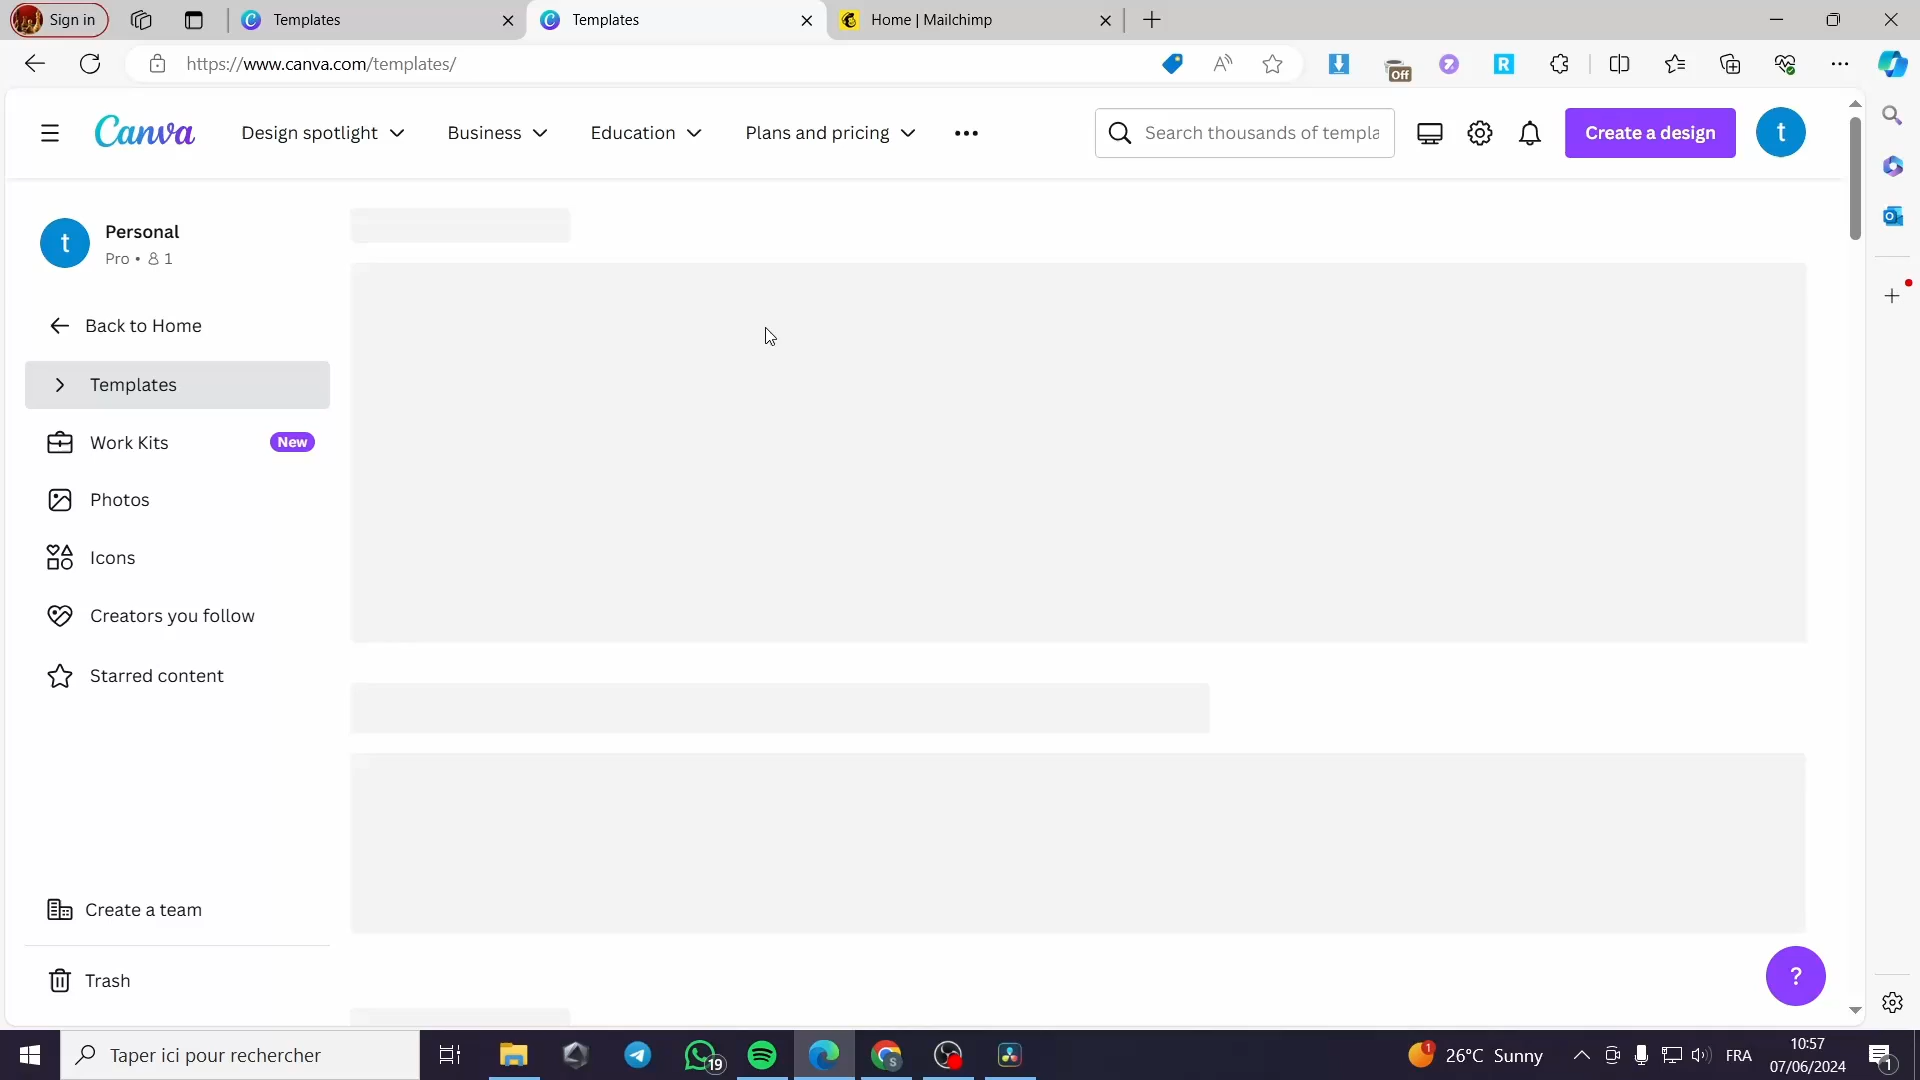 Sign in
Templates
Templates
Home | Mailchimp
https://www.canva.com/templates/
Off
Canva
Design spotlight
Business
Education
Plans and pricing
Search thousands of templa
Create a design
t
t
Personal
Pro • 1
Back to Home
Templates
Work Kits
New
Photos
Icons
Creators you follow
Starred content
Create a team
Trash
?
Taper ici pour rechercher
19
1
26°C Sunny
FRA
10:57
07/06/2024
1